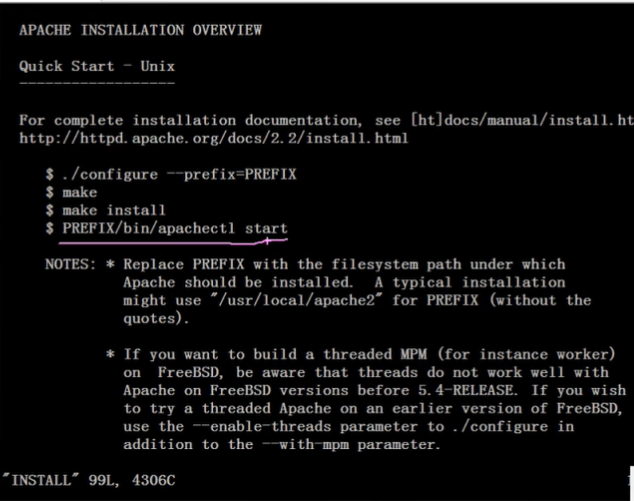 APACHE INSTALLATION OVERVIEW
Quick Start - Unix
For complete installation documentation, see [ht]docs/manual/install.ht
http://httpd.apache.org/docs/2.2/install.html
$ ./configure --prefix=PREFIX
$ make
$ make install
$ PREFIX/bin/apachectl start
NOTES: * Replace PREFIX with the filesystem path under which
Apache should be installed.  A typical installation
might use "/usr/local/apache2" for PREFIX (without the
quotes).
* If you want to build a threaded MPM (for instance worker)
on  FreeBSD, be aware that threads do not work well with
Apache on FreeBSD versions before 5.4-RELEASE. If you wish
to try a threaded Apache on an earlier version of FreeBSD,
use the --enable-threads parameter to ./configure in
addition to the --with-mpm parameter.
"INSTALL" 99L, 4306C